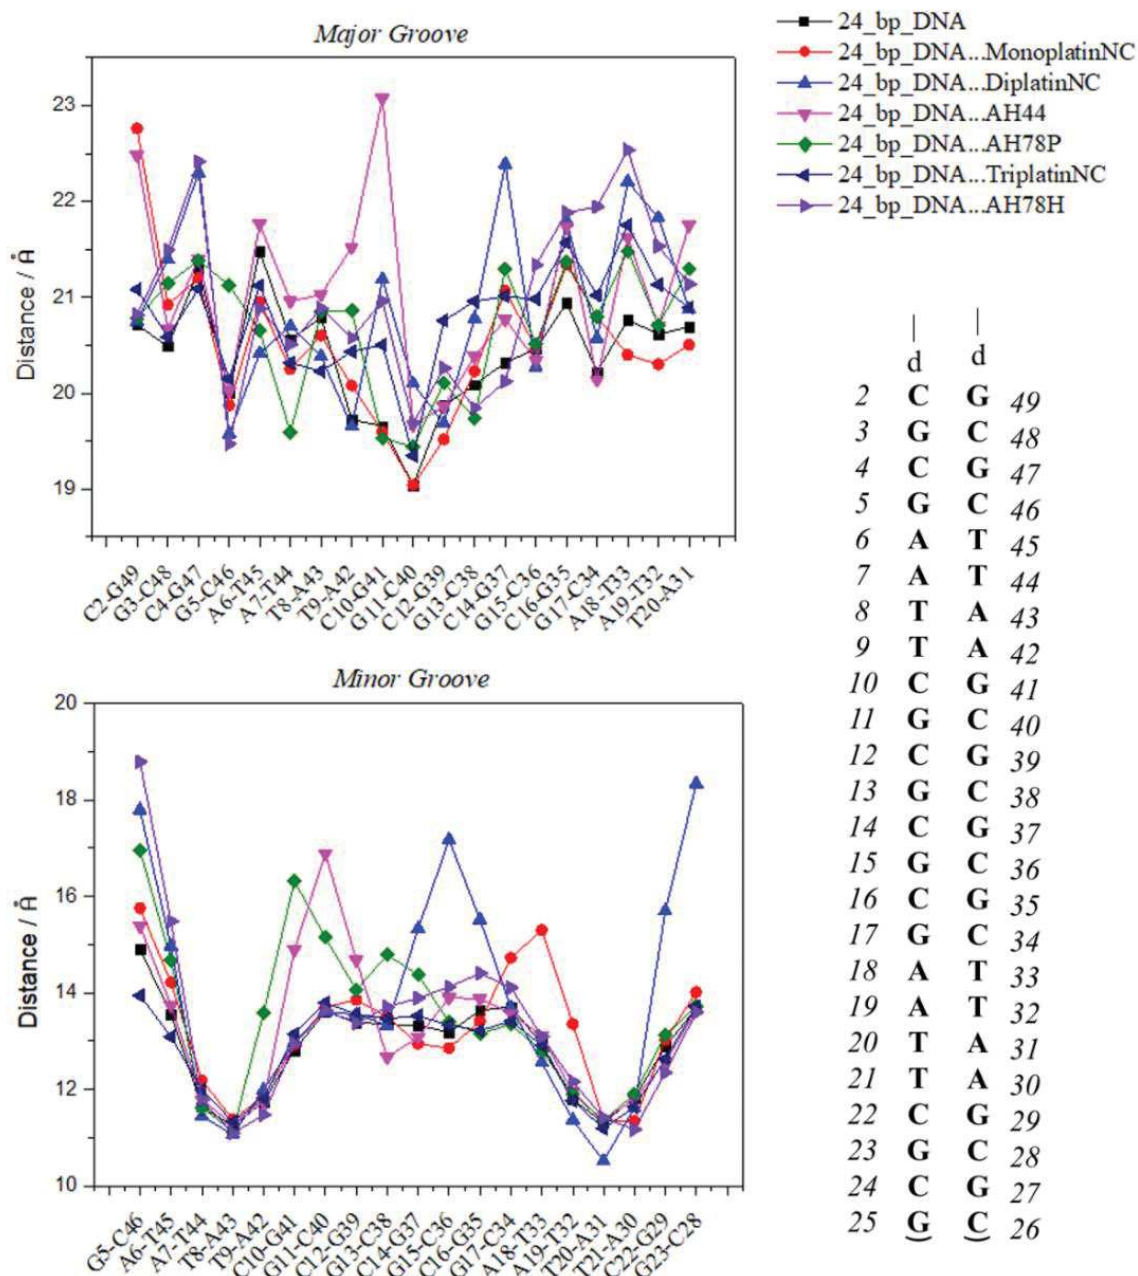 Major Groove
Distance / Å
23
22
21
20
19
C2-G49
G3-C48
C4-G47
G5-C46
A6-T45
A7-T44
T8-A43
T9-A42
C10-G41
G11-C40
C12-G39
G13-C38
C14-G37
G15-C36
C16-G35
G17-C34
A18-T33
A19-T32
T20-A31
24_bp_DNA
24_bp_DNA...MonoplatinNC
24_bp_DNA...DiplatinNC
24_bp_DNA...AH44
24_bp_DNA...AH78P
24_bp_DNA...TriplatinNC
24_bp_DNA...AH78H
Minor Groove
Distance / Å
20
18
16
14
12
10
G5-C46
A6-T45
A7-T44
T8-A43
T9-A42
C10-G41
G11-C40
C12-G39
G13-C38
C14-G37
G15-C36
C16-G35
G17-C34
A18-T33
A19-T32
T20-A31
T21-A30
C22-G29
G23-C28
d d
2 C G 49
3 G C 48
4 C G 47
5 G C 46
6 A T 45
7 A T 44
8 T A 43
9 T A 42
10 C G 41
11 G C 40
12 C G 39
13 G C 38
14 C G 37
15 G C 36
16 C G 35
17 G C 34
18 A T 33
19 A T 32
20 T A 31
21 T A 30
22 C G 29
23 G C 28
24 C G 27
25 G C 26